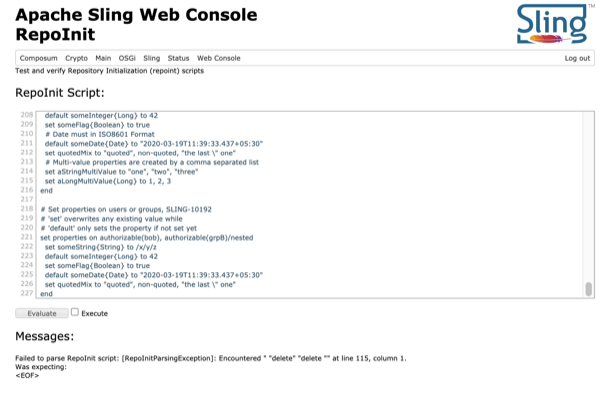 Apache Sling Web Console
RepoInit
Sling
TM
Composum Crypto Main OSGi Sling Status Web Console Log out
Test and verify Repository Initialization (repoint) scripts
RepoInit Script:
208 default someInteger{Long} to 42
209 set someFlag{Boolean} to true
210 # Date must in ISO8601 Format
211 default someDate{Date} to "2020-03-19T11:39:33.437+05:30"
212 set quotedMix to "quoted", non-quoted, "the last \" one"
213 # Multi-value properties are created by a comma separated list
214 set aStringMultiValue to "one", "two", "three"
215 set aLongMultiValue{Long} to 1, 2, 3
216 end
217
218 # Set properties on users or groups, SLING-10192
219 # 'set' overwrites any existing value while
220 # 'default' only sets the property if not set yet
221 set properties on authorizable(bob), authorizable(grpB)/nested
222 set someString{String} to /x/y/z
223 default someInteger{Long} to 42
224 set someFlag{Boolean} to true
225 default someDate{Date} to "2020-03-19T11:39:33.437+05:30"
226 set quotedMix to "quoted", non-quoted, "the last \" one"
227 end
Evaluate Execute
Messages:
Failed to parse RepoInit script: [RepoInitParsingException]: Encountered " "delete" "delete "" at line 115, column 1.
Was expecting:
<EOF>